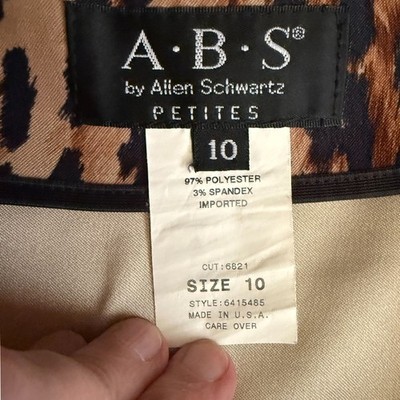 A·B·S®
by Allen Schwartz
PETITES
10
97% POLYESTER
3% SPANDEX
IMPORTED
CUT:6821
SIZE 10
STYLE:6415485
MADE IN U.S.A.
CARE OVER